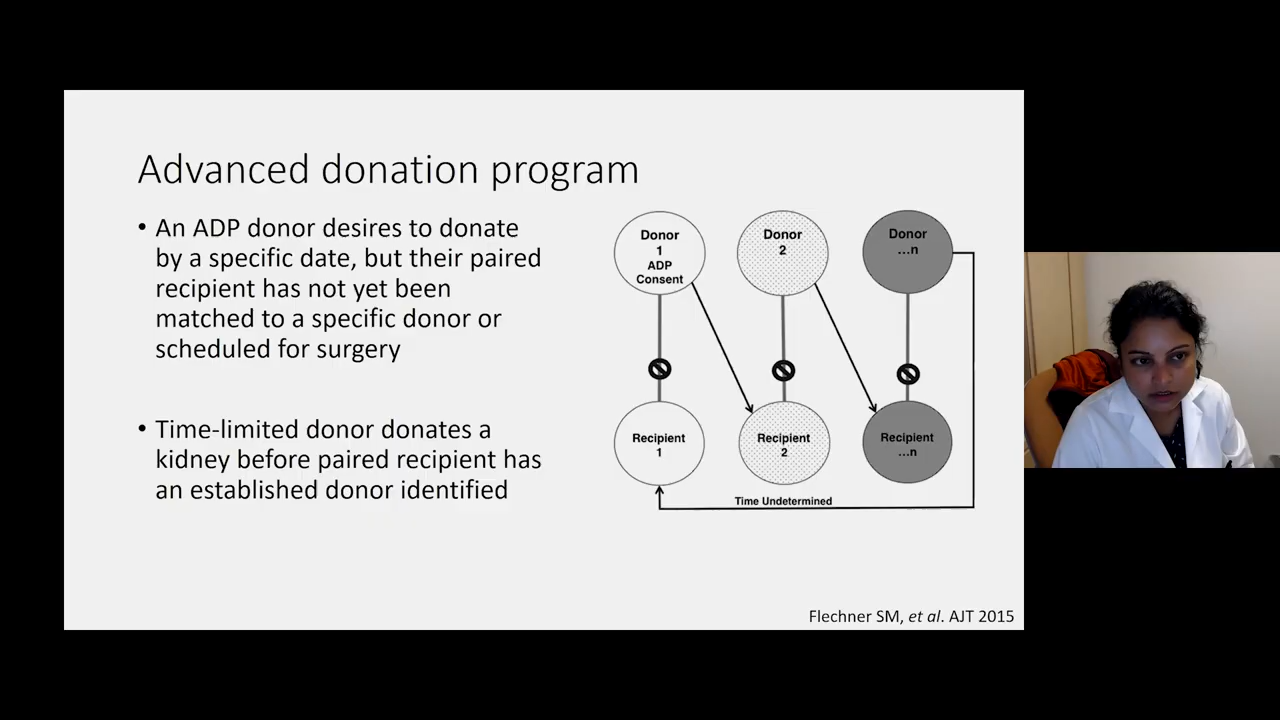 Advanced donation program
• An ADP donor desires to donate
by a specific date, but their paired
recipient has not yet been
matched to a specific donor or
scheduled for surgery
• Time-limited donor donates a
kidney before paired recipient has
an established donor identified
Donor
1
ADP
Consent
Donor
2
Donor
...n
Recipient
1
Recipient
2
Recipient
...n
Time Undetermined
Flechner SM, et al. AJT 2015